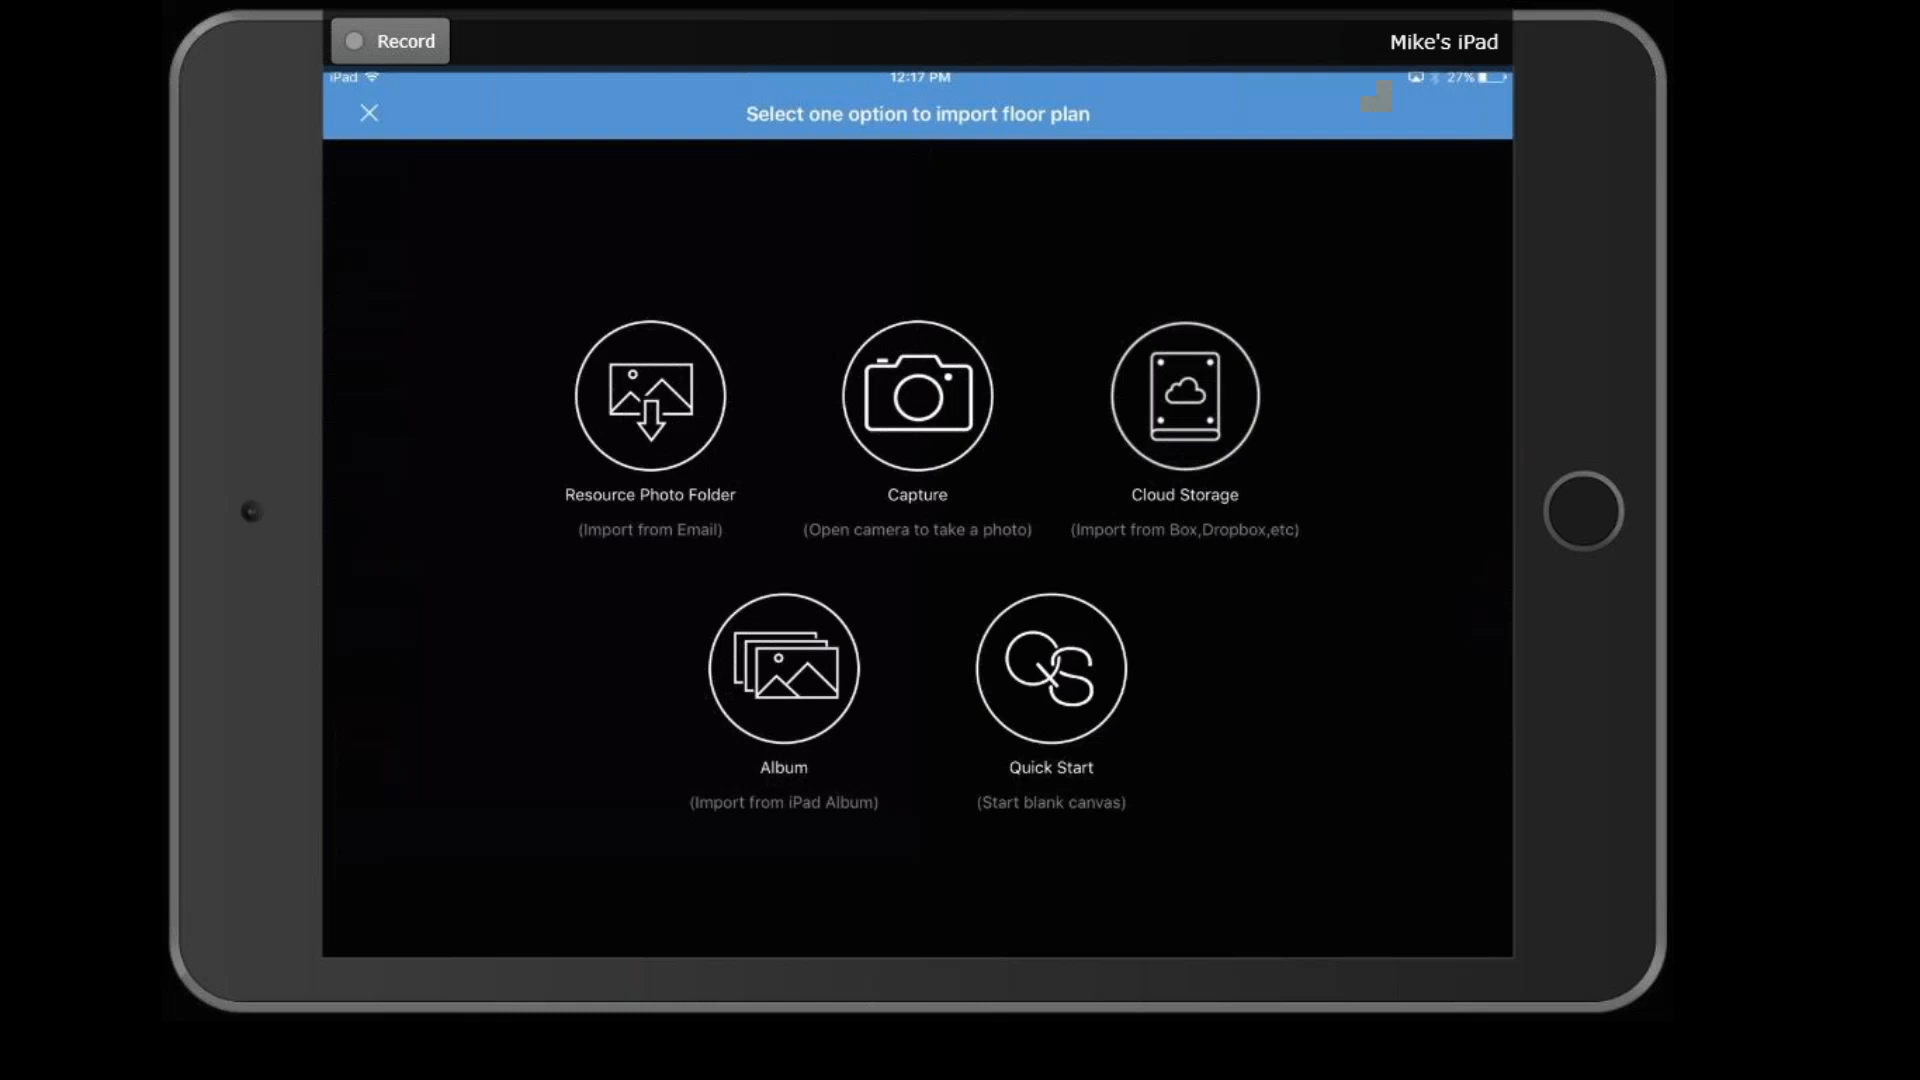 Record
Mike's iPad
iPad
12:17 PM
27%
Select one option to import floor plan
Resource Photo Folder
(Import from Email)
Capture
(Open camera to take a photo)
Cloud Storage
(Import from Box,Dropbox,etc)
QS
Album
(Import from iPad Album)
Quick Start
(Start blank canvas)